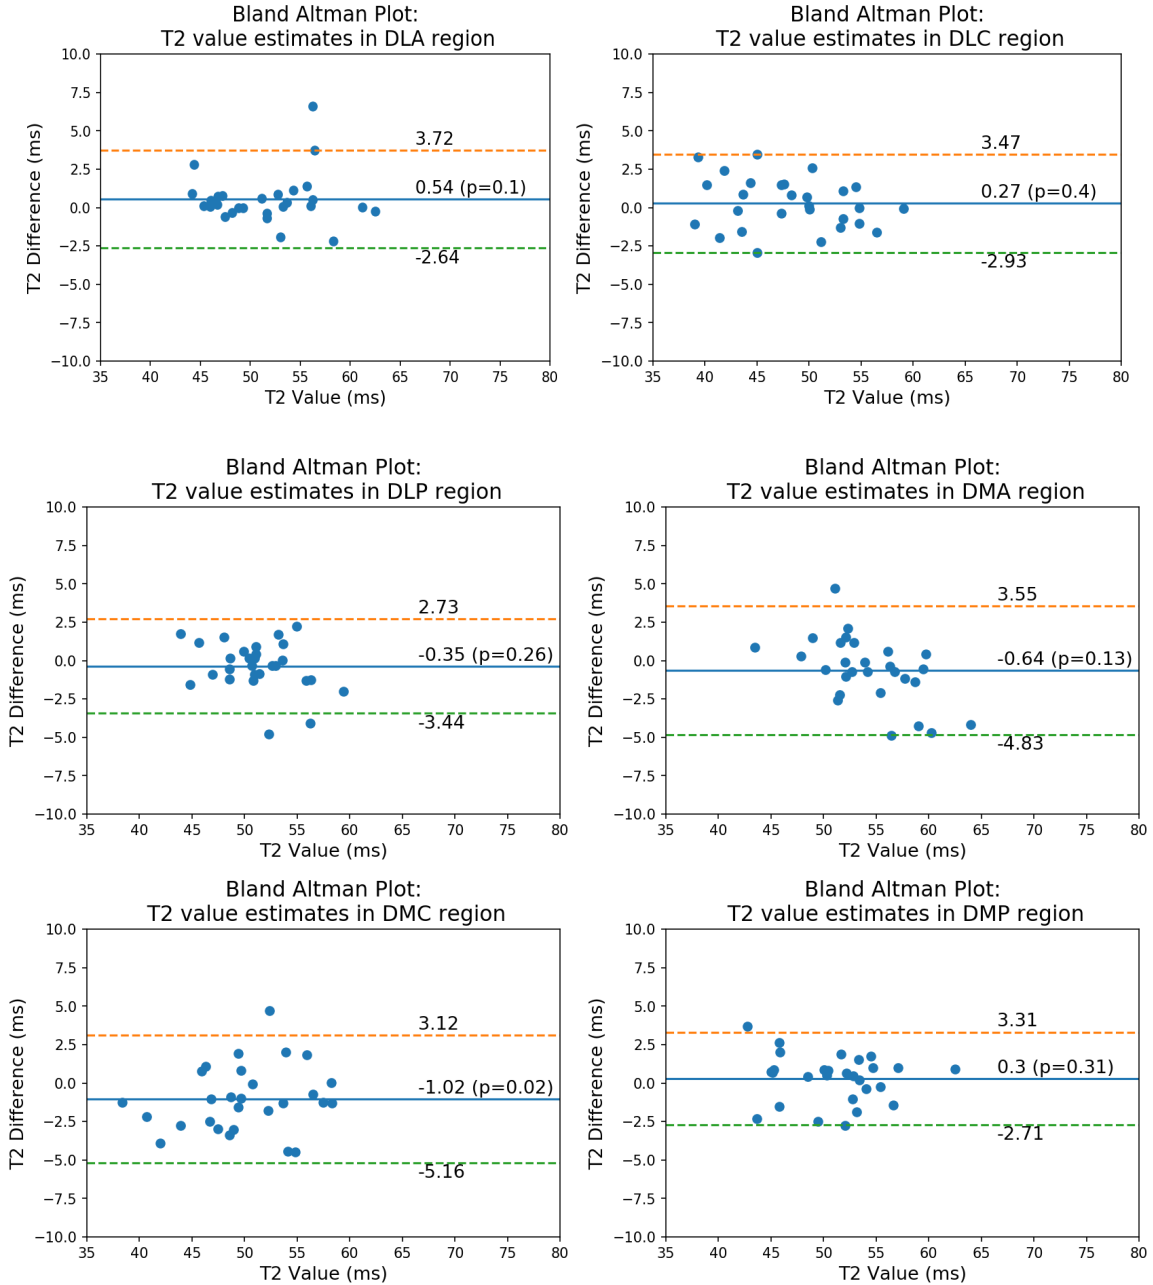 Bland Altman Plot:
T2 value estimates in DLA region
10.0
7.5
5.0
2.5
0.0
−2.5
−5.0
−7.5
−10.0
T2 Difference (ms)
3.72
0.54 (p=0.1)
-2.64
35 40 45 50 55 60 65 70 75 80
T2 Value (ms)
Bland Altman Plot:
T2 value estimates in DLC region
10.0
7.5
5.0
2.5
0.0
−2.5
−5.0
−7.5
−10.0
T2 Difference (ms)
3.47
0.27 (p=0.4)
-2.93
35 40 45 50 55 60 65 70 75 80
T2 Value (ms)
Bland Altman Plot:
T2 value estimates in DLP region
10.0
7.5
5.0
2.5
0.0
−2.5
−5.0
−7.5
−10.0
T2 Difference (ms)
2.73
-0.35 (p=0.26)
-3.44
35 40 45 50 55 60 65 70 75 80
T2 Value (ms)
Bland Altman Plot:
T2 value estimates in DMA region
10.0
7.5
5.0
2.5
0.0
−2.5
−5.0
−7.5
−10.0
T2 Difference (ms)
3.55
-0.64 (p=0.13)
-4.83
35 40 45 50 55 60 65 70 75 80
T2 Value (ms)
Bland Altman Plot:
T2 value estimates in DMC region
10.0
7.5
5.0
2.5
0.0
−2.5
−5.0
−7.5
−10.0
T2 Difference (ms)
3.12
-1.02 (p=0.02)
-5.16
35 40 45 50 55 60 65 70 75 80
T2 Value (ms)
Bland Altman Plot:
T2 value estimates in DMP region
10.0
7.5
5.0
2.5
0.0
−2.5
−5.0
−7.5
−10.0
T2 Difference (ms)
3.31
0.3 (p=0.31)
-2.71
35 40 45 50 55 60 65 70 75 80
T2 Value (ms)